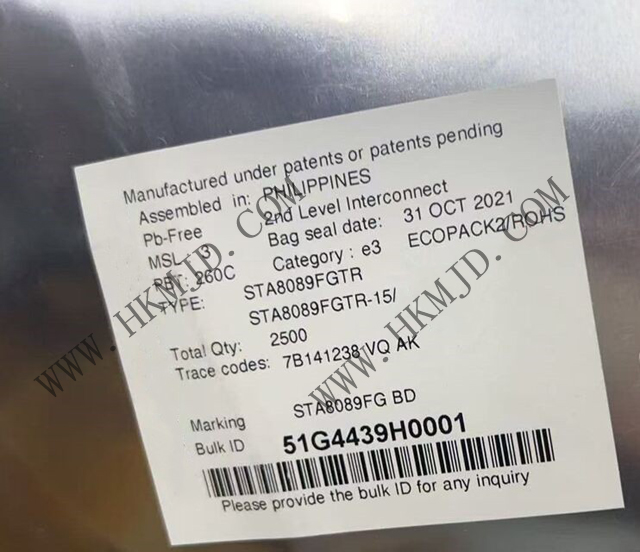 Manufactured under patents or patents pending
Assembled in: PHILIPPINES
Pb-Free 2nd Level Interconnect
MSL: 3 Bag seal date: 31 OCT 2021
PBT: 260C Category : e3 ECOPACK2/ROHS
TYPE: STA8089FGTR
STA8089FGTR-15/
Total Qty: 2500
Trace codes: 7B141238 VQ AK
Marking STA8089FG BD
Bulk ID 51G4439H0001
Please provide the bulk ID for any inquiry
WWW.HKMJD.COM
WWW.HKMJD.COM